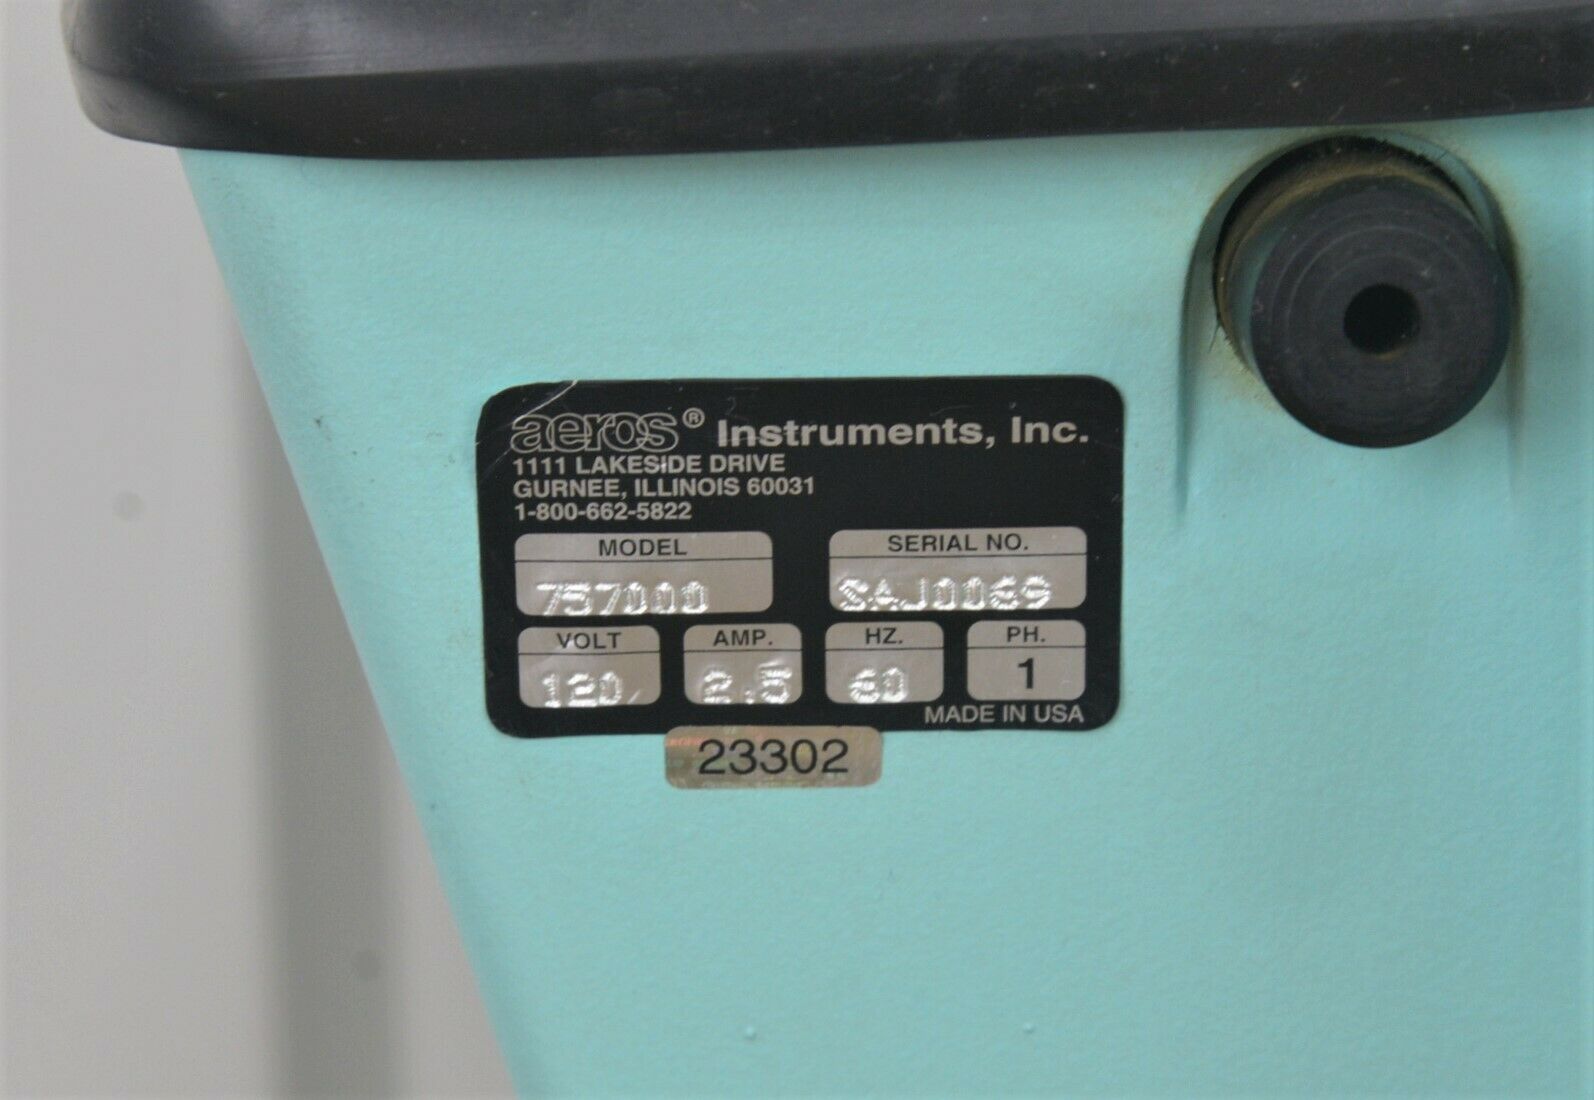 aeros® Instruments, Inc.
1111 LAKESIDE DRIVE
GURNEE, ILLINOIS 60031
1-800-662-5822
MODEL
757000
SERIAL NO.
SAJ0069
VOLT
120
AMP.
2.5
HZ.
60
PH.
1
MADE IN USA
23302